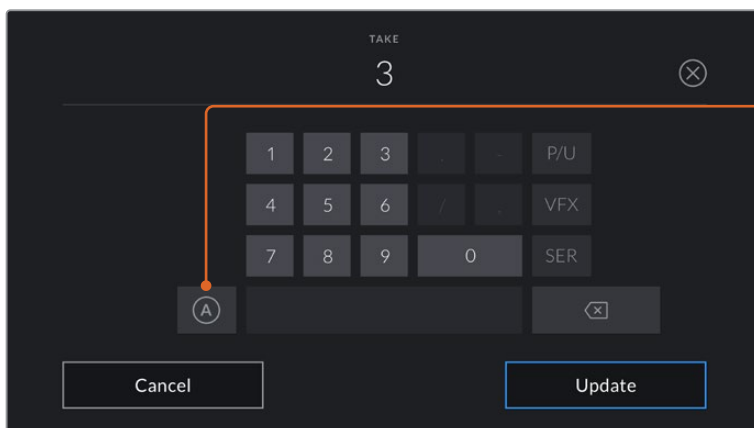 TAKE
3
1 2 3 . - P/U
4 5 6 / , VFX
7 8 9 0 SER
A
Cancel Update